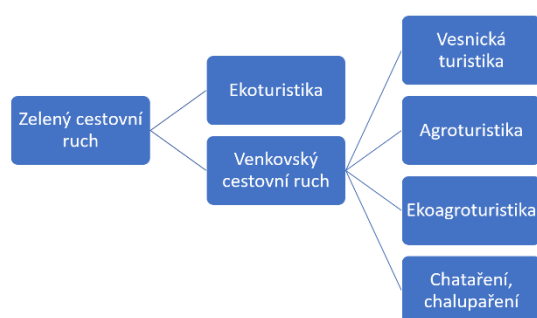 Zelený cestovní
ruch
Ekoturistika
Venkovský
cestovní ruch
Vesnická
turistika
Agroturistika
Ekoagroturistika
Chataření,
chalupaření